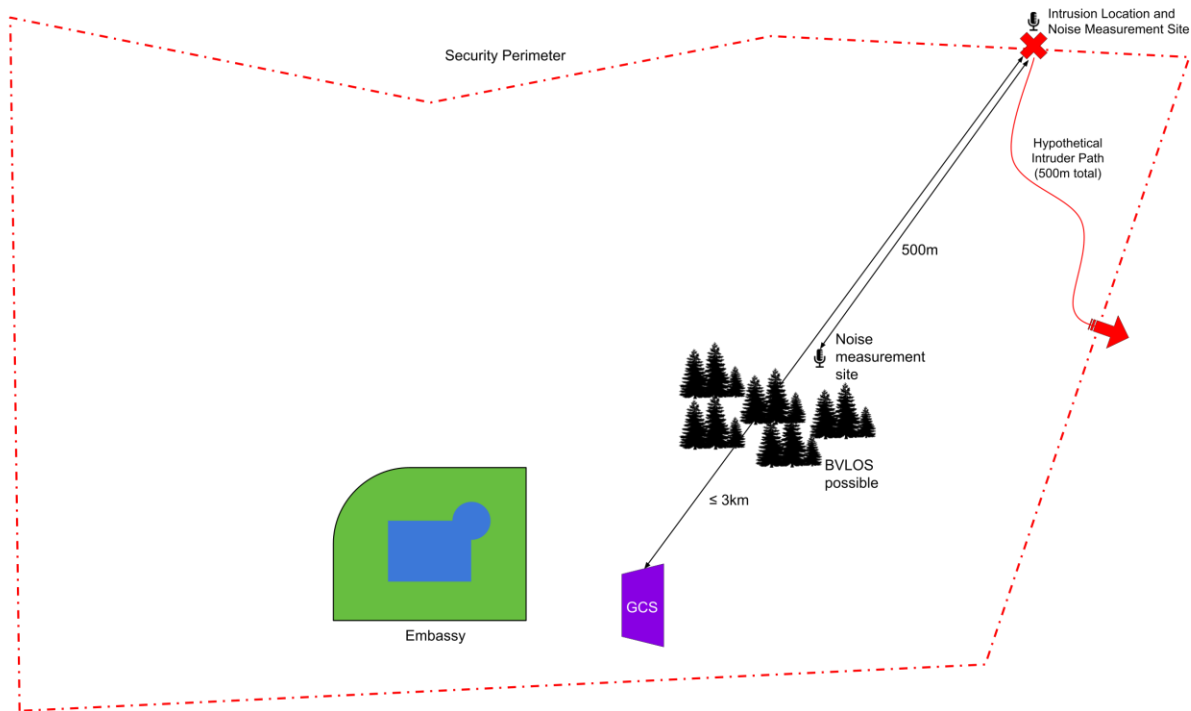 Intrusion Location and
Noise Measurement Site
Security Perimeter
Hypothetical
Intruder Path
(500m total)
500m
Noise
measurement
site
BVLOS
possible
≤ 3km
GCS
Embassy